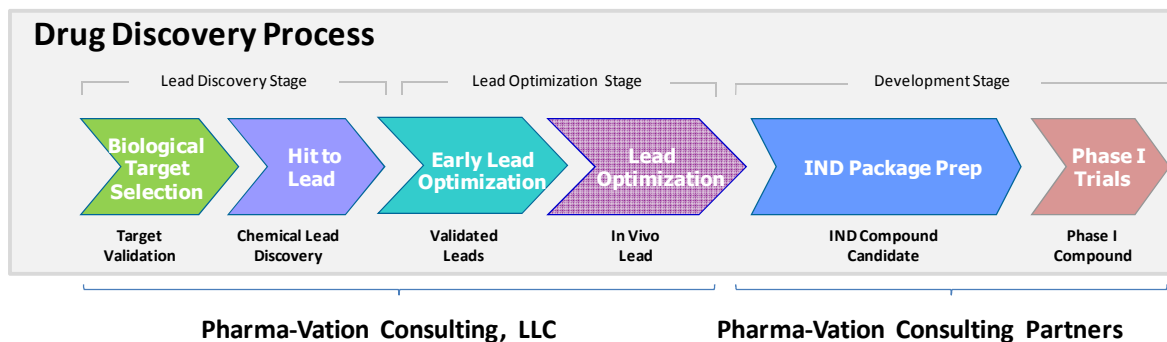 Drug Discovery Process
Lead Discovery Stage
Lead Optimization Stage
Development Stage
Biological
Target
Selection
Hit to
Lead
Early Lead
Optimization
Lead
Optimization
IND Package Prep
Phase I
Trials
Target
Validation
Chemical Lead
Discovery
Validated
Leads
In Vivo
Lead
IND Compound
Candidate
Phase I
Compound
Pharma-Vation Consulting, LLC
Pharma-Vation Consulting Partners